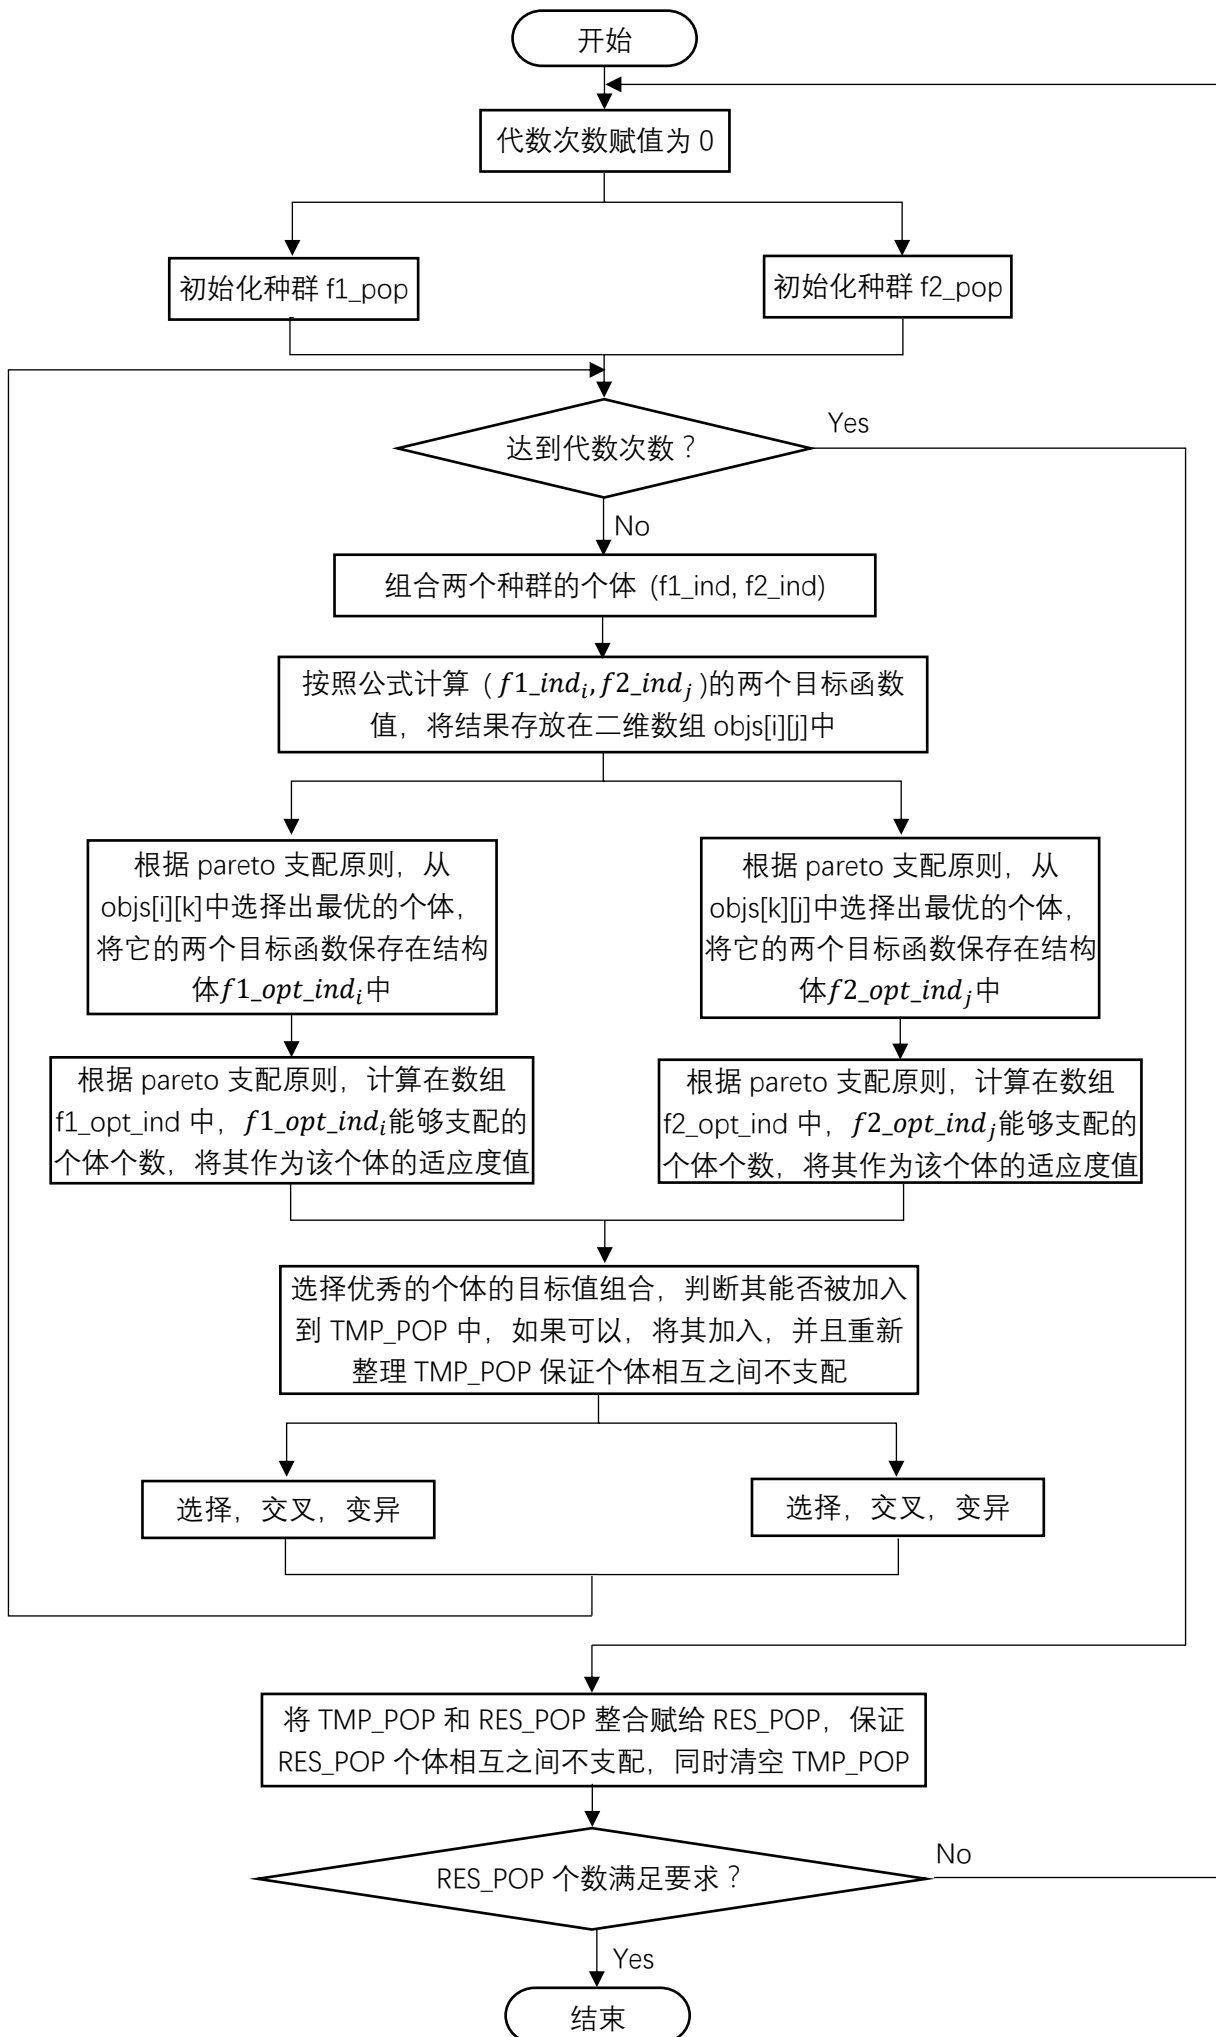 开始
代数次数赋值为 0
初始化种群 f1_pop
初始化种群 f2_pop
达到代数次数？
Yes
No
组合两个种群的个体 (f1_ind, f2_ind)
按照公式计算（f1_ind_i,f2_ind_j)的两个目标函数
值，将结果存放在二维数组 objs[i][j]中
根据 pareto 支配原则，从
objs[i][k]中选择出最优的个体，
将它的两个目标函数保存在结构
体f1_opt_ind_i中
根据 pareto 支配原则，从
objs[k][j]中选择出最优的个体，
将它的两个目标函数保存在结构
体f2_opt_ind_j中
根据 pareto 支配原则，计算在数组
f1_opt_ind 中，f1_opt_ind_i能够支配的
个体个数，将其作为该个体的适应度值
根据 pareto 支配原则，计算在数组
f2_opt_ind 中，f2_opt_ind_j能够支配的
个体个数，将其作为该个体的适应度值
选择优秀的个体的目标值组合，判断其能否被加入
到 TMP_POP 中，如果可以，将其加入，并且重新
整理 TMP_POP 保证个体相互之间不支配
选择，交叉，变异
选择，交叉，变异
将 TMP_POP 和 RES_POP 整合赋给 RES_POP，保证
RES_POP 个体相互之间不支配，同时清空 TMP_POP
RES_POP 个数满足要求？
No
Yes
结束